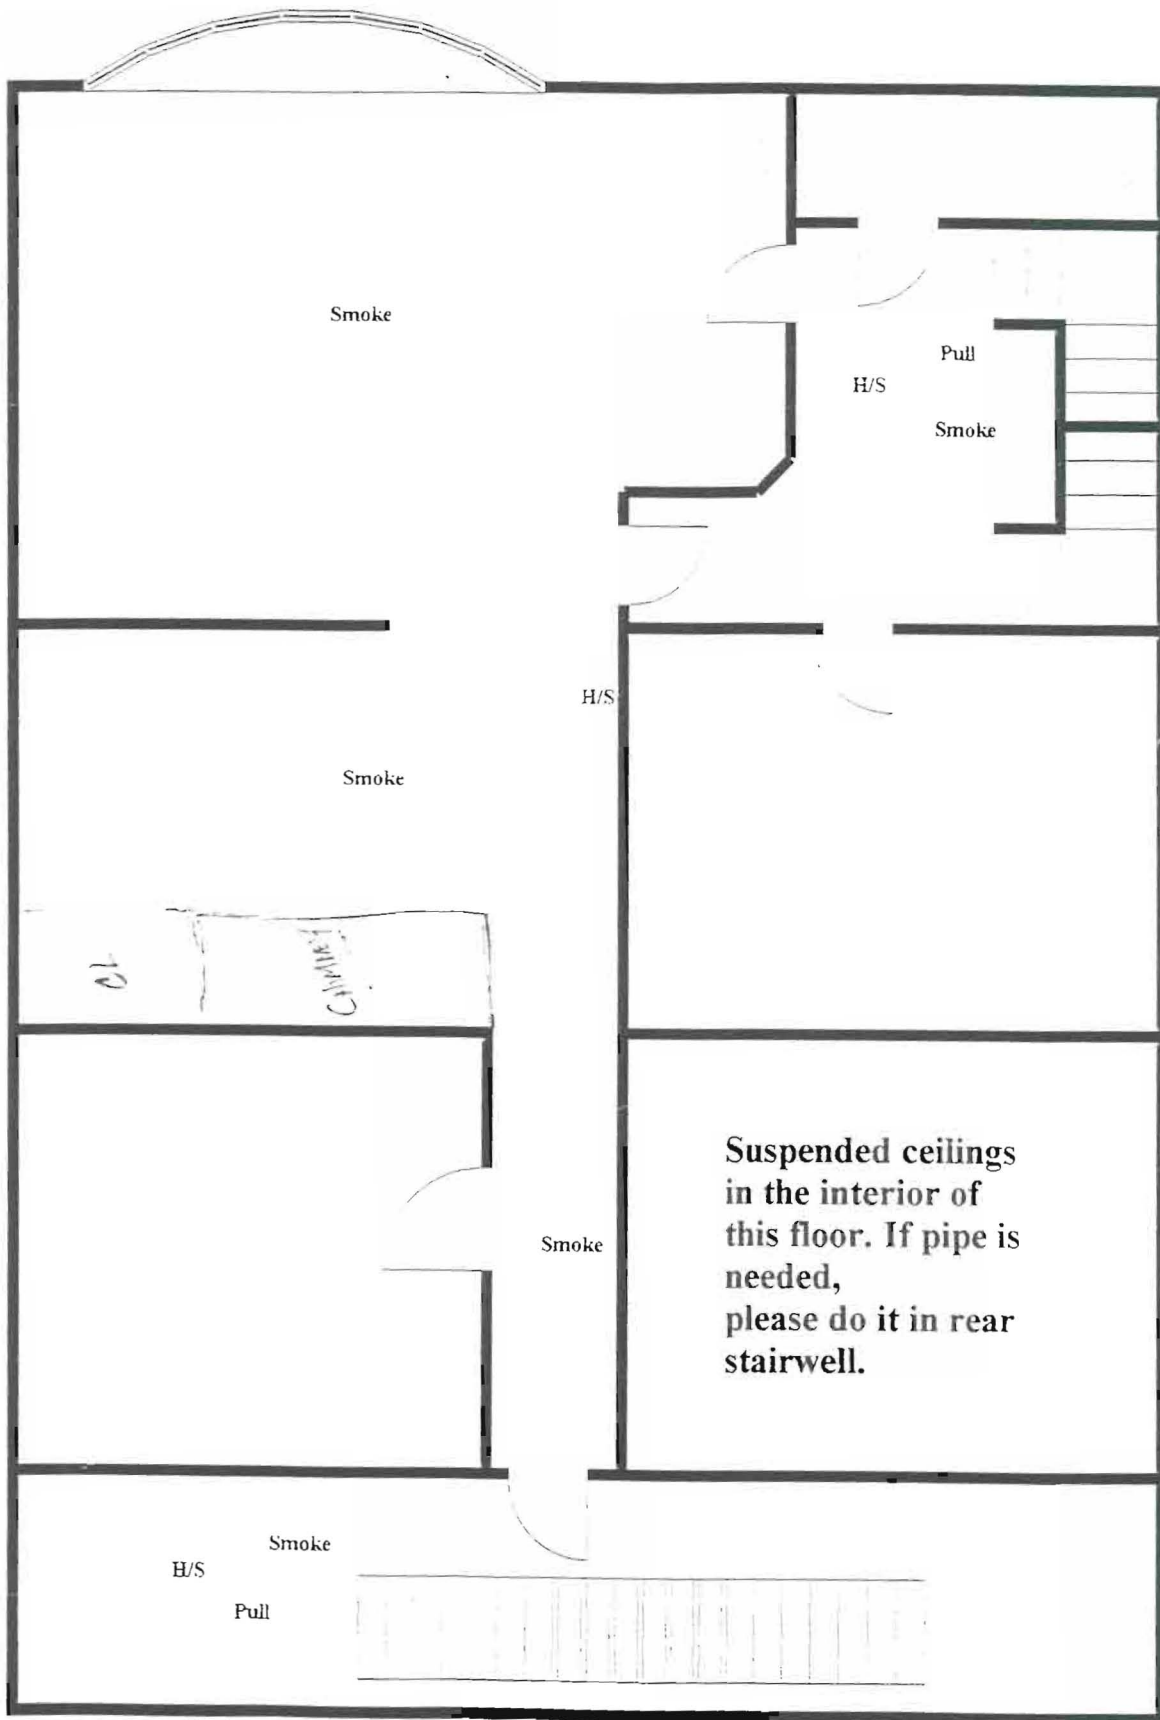 Smoke
Pull
H/S
Smoke
H/S
Smoke
CL
CHIMNEY
Suspended ceilings
in the interior of
this floor. If pipe is
needed,
please do it in rear
stairwell.
Smoke
Smoke
H/S
Pull